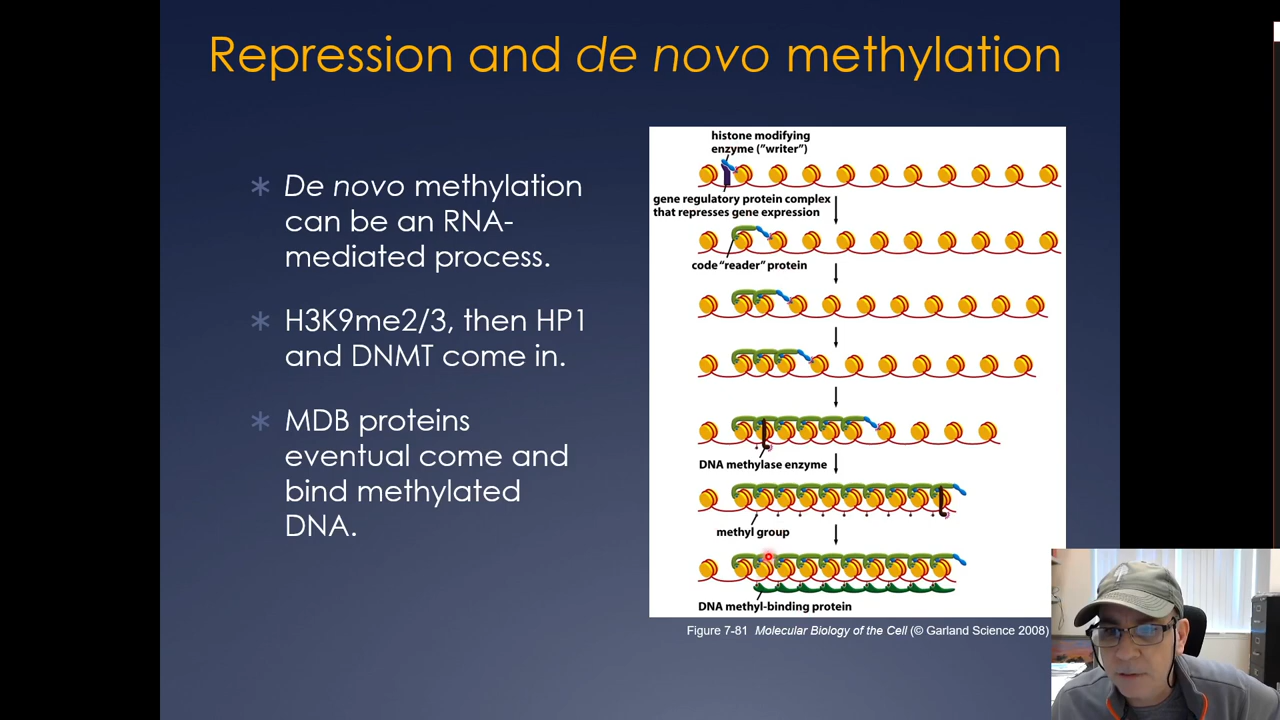 Repression and de novo methylation
* De novo methylation
can be an RNA-
mediated process.
* H3K9me2/3, then HP1
and DNMT come in.
* MDB proteins
eventual come and
bind methylated
DNA.
histone modifying
enzyme ("writer")
gene regulatory protein complex
that represses gene expression
code "reader" protein
DNA methylase enzyme
methyl group
DNA methyl-binding protein
Figure 7-81 Molecular Biology of the Cell (© Garland Science 2008)